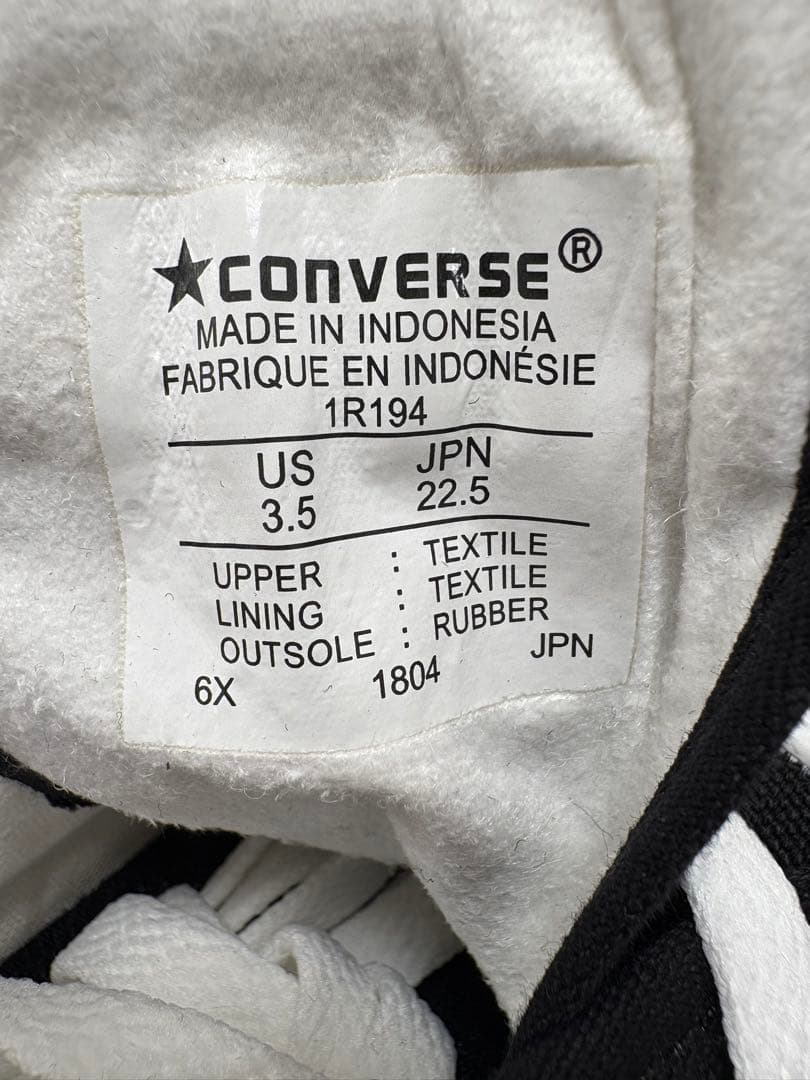 ★CONVERSE®
MADE IN INDONESIA
FABRIQUE EN INDONÉSIE
1R194
US JPN
3.5 22.5
UPPER : TEXTILE
LINING : TEXTILE
OUTSOLE : RUBBER
6X 1804 JPN